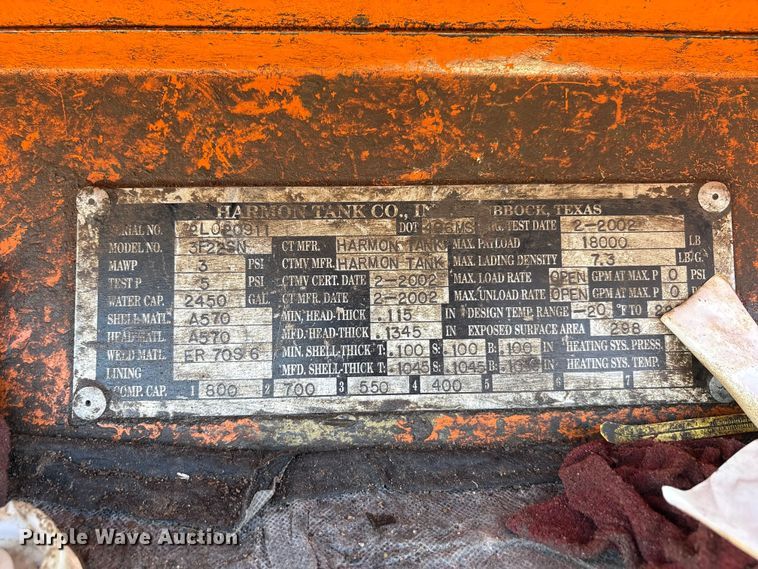 HARMON TANK CO., IN BBOCK, TEXAS
SERIAL NO. 2L020911 DOT 406MS TEST DATE 2-2002
MODEL NO. 3F22SN CT MFR. HARMON TANK MAX. PAYLOAD 18000 LB
MAWP 3 PSI CTMV MFR. HARMON TANK MAX. LADING DENSITY 7.3 LB./G.
TEST P 5 PSI CTMV CERT. DATE 2-2002 MAX. LOAD RATE OPEN GPM AT MAX. P 0 PSI
WATER CAP. 2450 GAL. CT MFR. DATE 2-2002 MAX. UNLOAD RATE OPEN GPM AT MAX. P 0
SHELL MATL. A570 MIN. HEAD-THICK. .115 IN DESIGN TEMP. RANGE -20 °F TO
HEAD MATL. A570 MFD. HEAD-THICK. .1345 IN EXPOSED SURFACE AREA 298
WELD MATL. ER 70S 6 MIN. SHELL-THICK T: .100 S: .100 B: .100 IN HEATING SYS. PRESS.
LINING MFD. SHELL-THICK T: .1045 S: .1045 B: IN HEATING SYS. TEMP.
COMP. CAP. 1 800 2 700 3 550 4 400 5 6 7
Purple Wave Auction